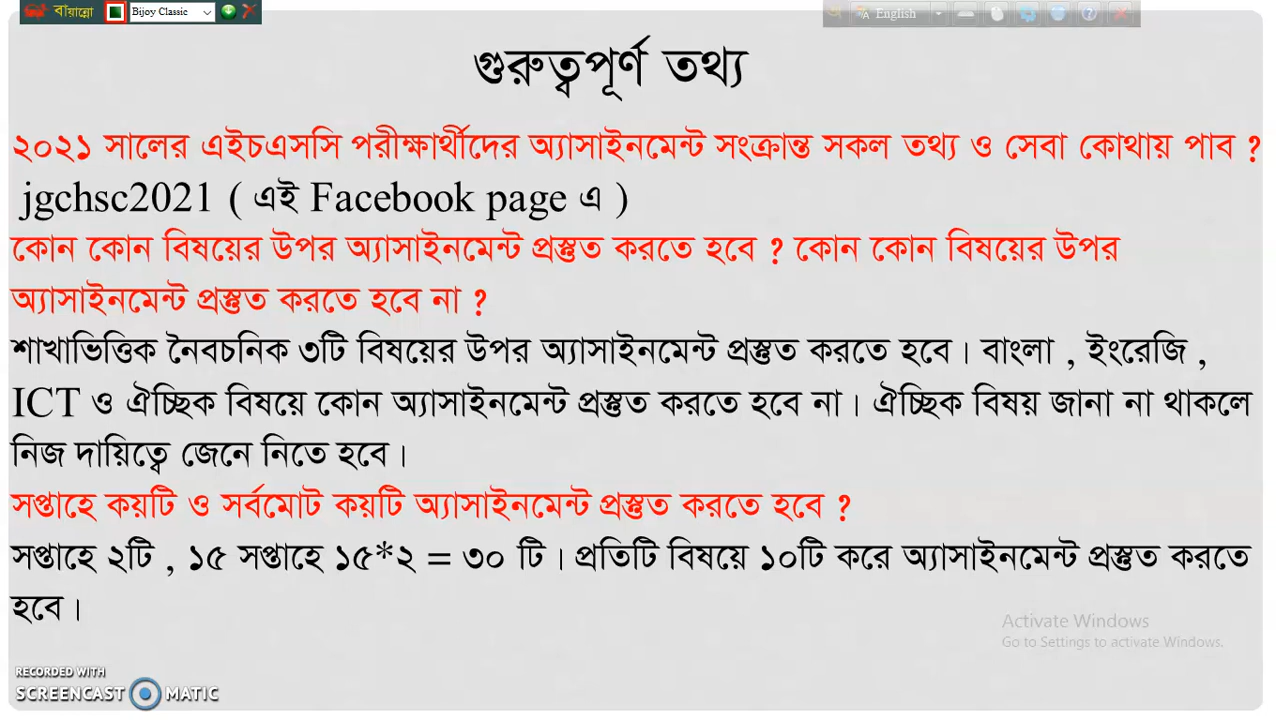 বায়ান্নো
Bijoy Classic
English
গুরুত্বপূর্ণ তথ্য
২০২১ সালের এইচএসসি পরীক্ষার্থীদের অ্যাসাইনমেন্ট সংক্রান্ত সকল তথ্য ও সেবা কোথায় পাব ?
jgchsc2021 ( এই Facebook page এ )
কোন কোন বিষয়ের উপর অ্যাসাইনমেন্ট প্রস্তুত করতে হবে ? কোন কোন বিষয়ের উপর
অ্যাসাইনমেন্ট প্রস্তুত করতে হবে না ?
শাখাভিত্তিক নৈবচনিক ৩টি বিষয়ের উপর অ্যাসাইনমেন্ট প্রস্তুত করতে হবে। বাংলা , ইংরেজি ,
ICT ও ঐচ্ছিক বিষয়ে কোন অ্যাসাইনমেন্ট প্রস্তুত করতে হবে না। ঐচ্ছিক বিষয় জানা না থাকলে
নিজ দায়িত্বে জেনে নিতে হবে।
সপ্তাহে কয়টি ও সর্বমোট কয়টি অ্যাসাইনমেন্ট প্রস্তুত করতে হবে ?
সপ্তাহে ২টি , ১৫ সপ্তাহে ১৫*২ = ৩০ টি। প্রতিটি বিষয়ে ১০টি করে অ্যাসাইনমেন্ট প্রস্তুত করতে
হবে।
Activate Windows
Go to Settings to activate Windows.
RECORDED WITH
SCREENCAST MATIC